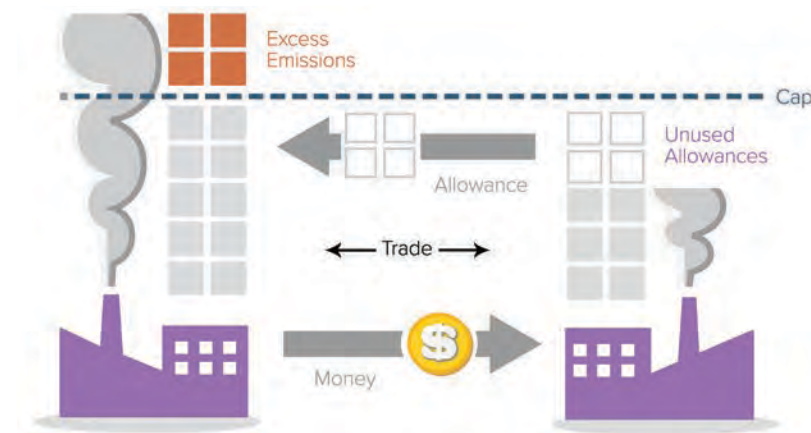 Excess
Emissions
Cap
Unused
Allowances
Allowance
Trade
$
Money